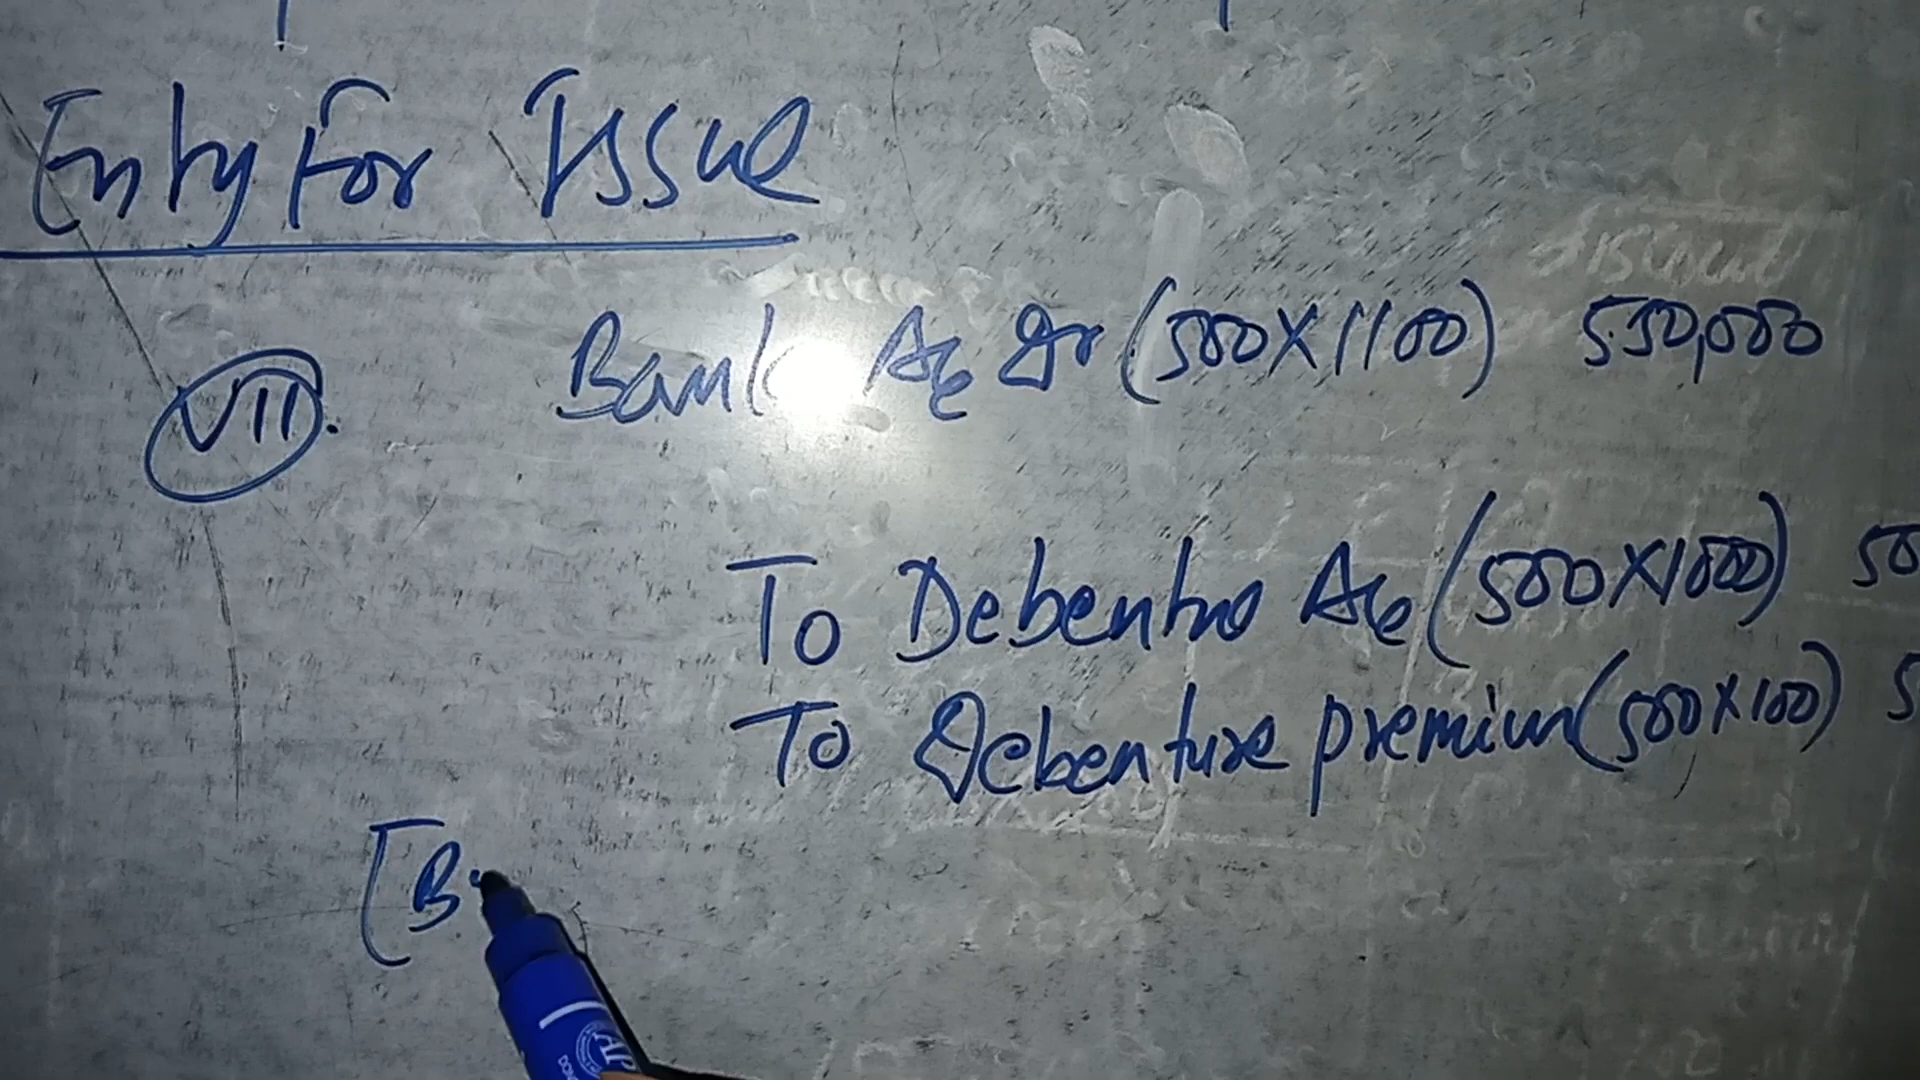 Entry For Issue
VII.
Bank A/c Dr (500X1100) 550,000
To Debenture A/c (500X1000) 50
To Debenture premium (500X100) 5
[B